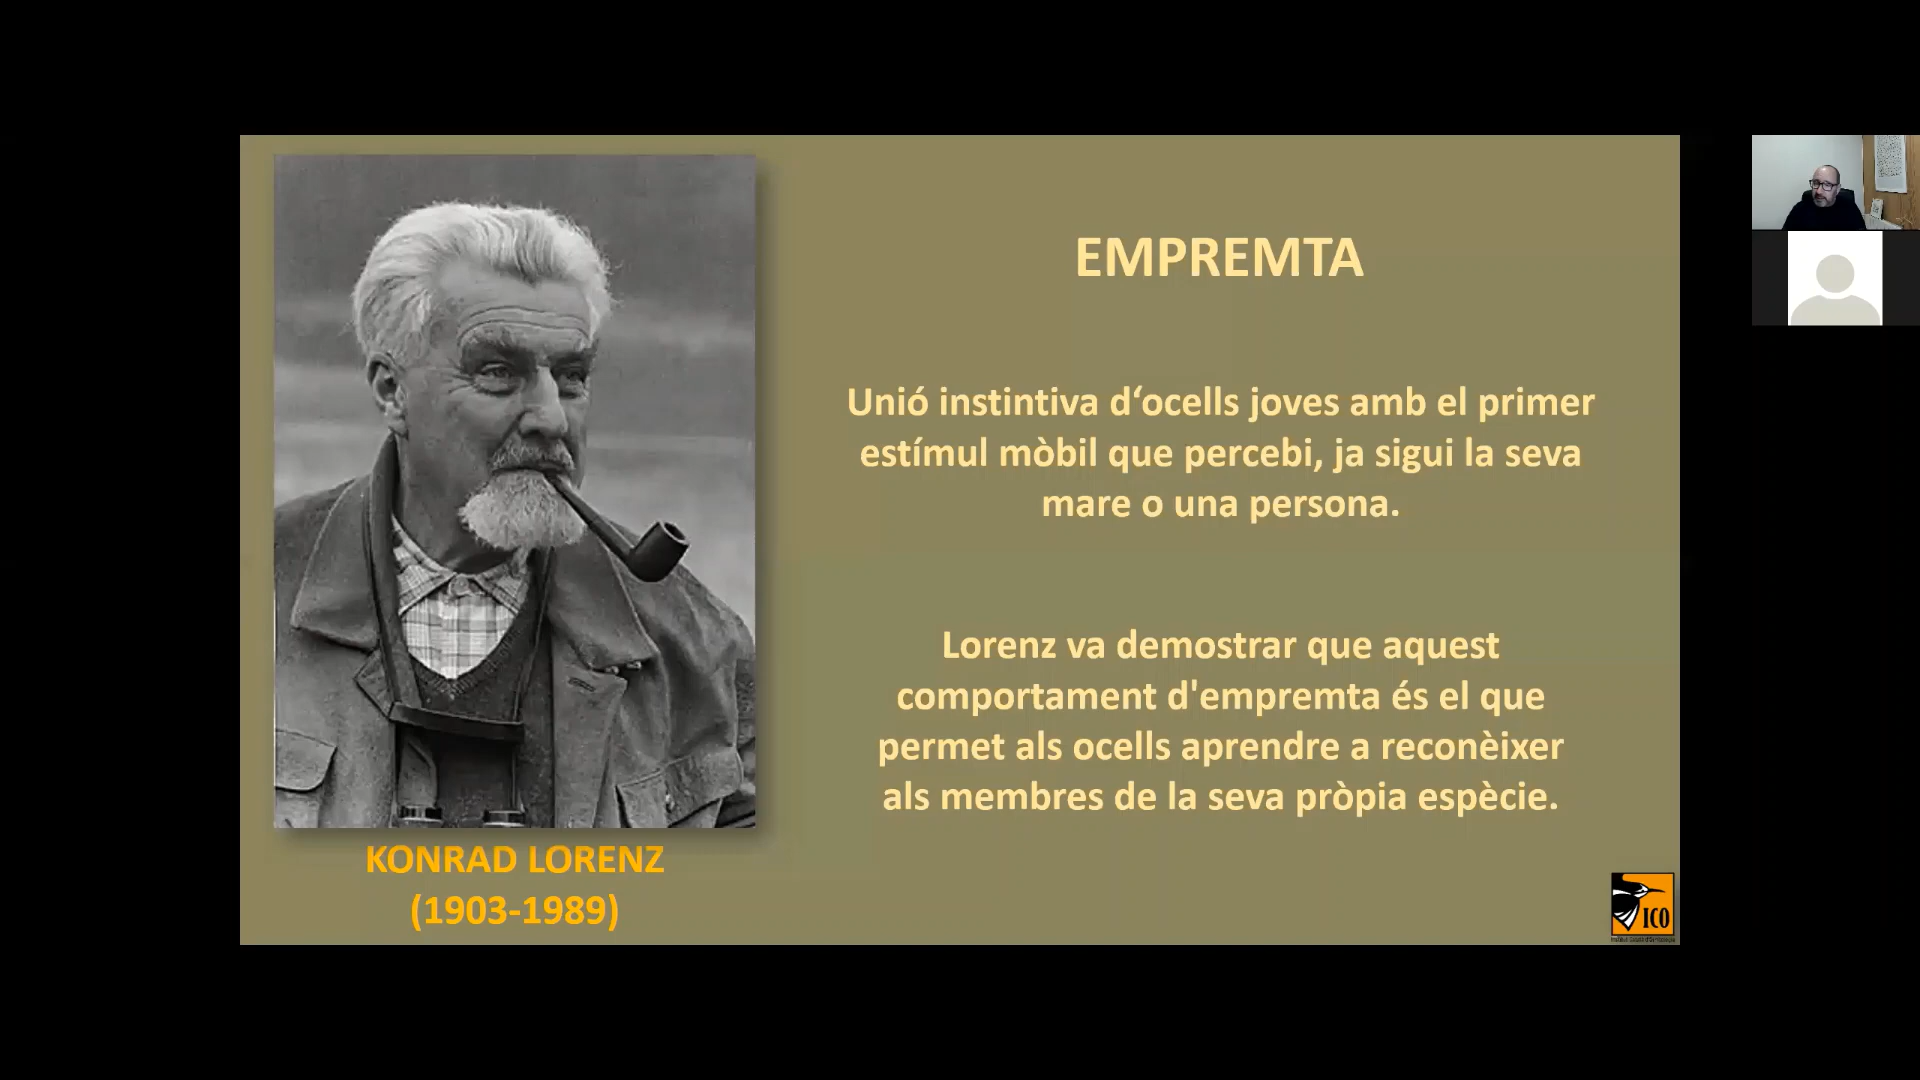 EMPREMTA
Unió instintiva d‘ocells joves amb el primer
estímul mòbil que percebi, ja sigui la seva
mare o una persona.
Lorenz va demostrar que aquest
comportament d'empremta és el que
permet als ocells aprendre a reconèixer
als membres de la seva pròpia espècie.
KONRAD LORENZ
(1903-1989)
ICO